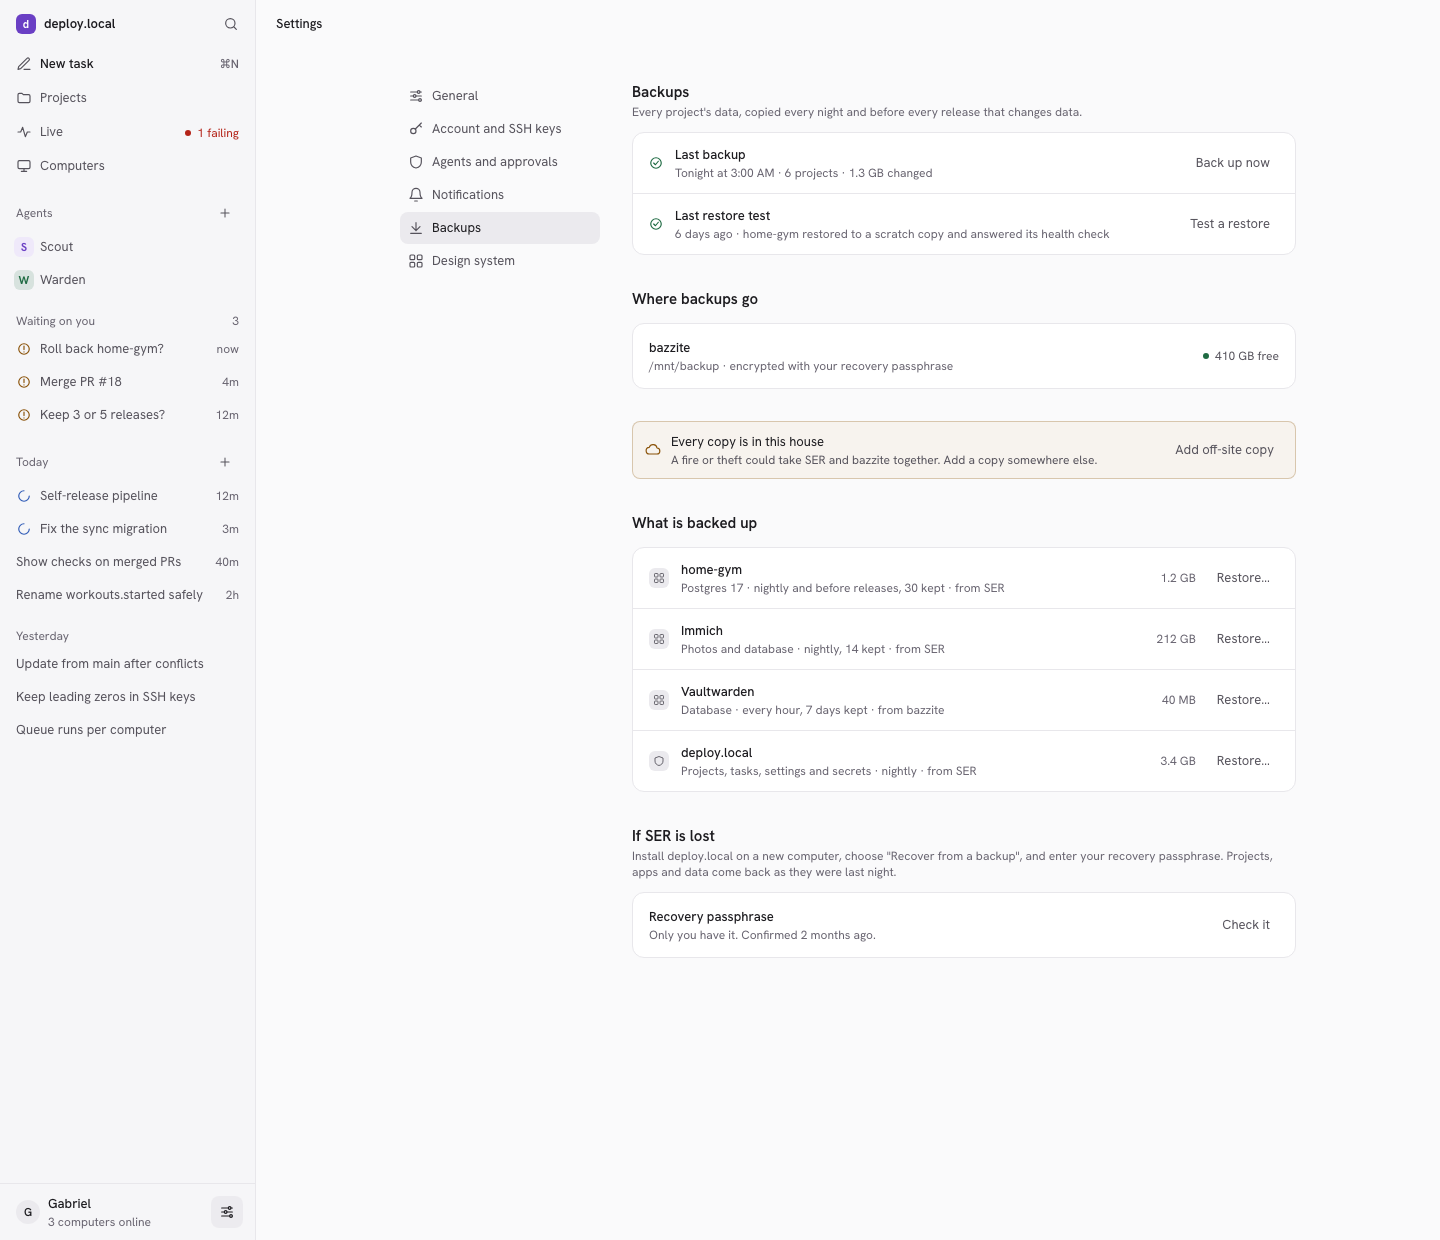 d deploy.local
New task ⌘N
Projects
Live 1 failing
Computers
Agents
S Scout
W Warden
Waiting on you 3
Roll back home-gym? now
Merge PR #18 4m
Keep 3 or 5 releases? 12m
Today
Self-release pipeline 12m
Fix the sync migration 3m
Show checks on merged PRs 40m
Rename workouts.started safely 2h
Yesterday
Update from main after conflicts
Keep leading zeros in SSH keys
Queue runs per computer
G Gabriel
3 computers online
Settings
General
Account and SSH keys
Agents and approvals
Notifications
Backups
Design system
Backups
Every project's data, copied every night and before every release that changes data.
Last backup
Tonight at 3:00 AM · 6 projects · 1.3 GB changed
Back up now
Last restore test
6 days ago · home-gym restored to a scratch copy and answered its health check
Test a restore
Where backups go
bazzite
/mnt/backup · encrypted with your recovery passphrase
410 GB free
Every copy is in this house
A fire or theft could take SER and bazzite together. Add a copy somewhere else.
Add off-site copy
What is backed up
home-gym
Postgres 17 · nightly and before releases, 30 kept · from SER
1.2 GB Restore...
Immich
Photos and database · nightly, 14 kept · from SER
212 GB Restore...
Vaultwarden
Database · every hour, 7 days kept · from bazzite
40 MB Restore...
deploy.local
Projects, tasks, settings and secrets · nightly · from SER
3.4 GB Restore...
If SER is lost
Install deploy.local on a new computer, choose "Recover from a backup", and enter your recovery passphrase. Projects,
apps and data come back as they were last night.
Recovery passphrase
Only you have it. Confirmed 2 months ago.
Check it